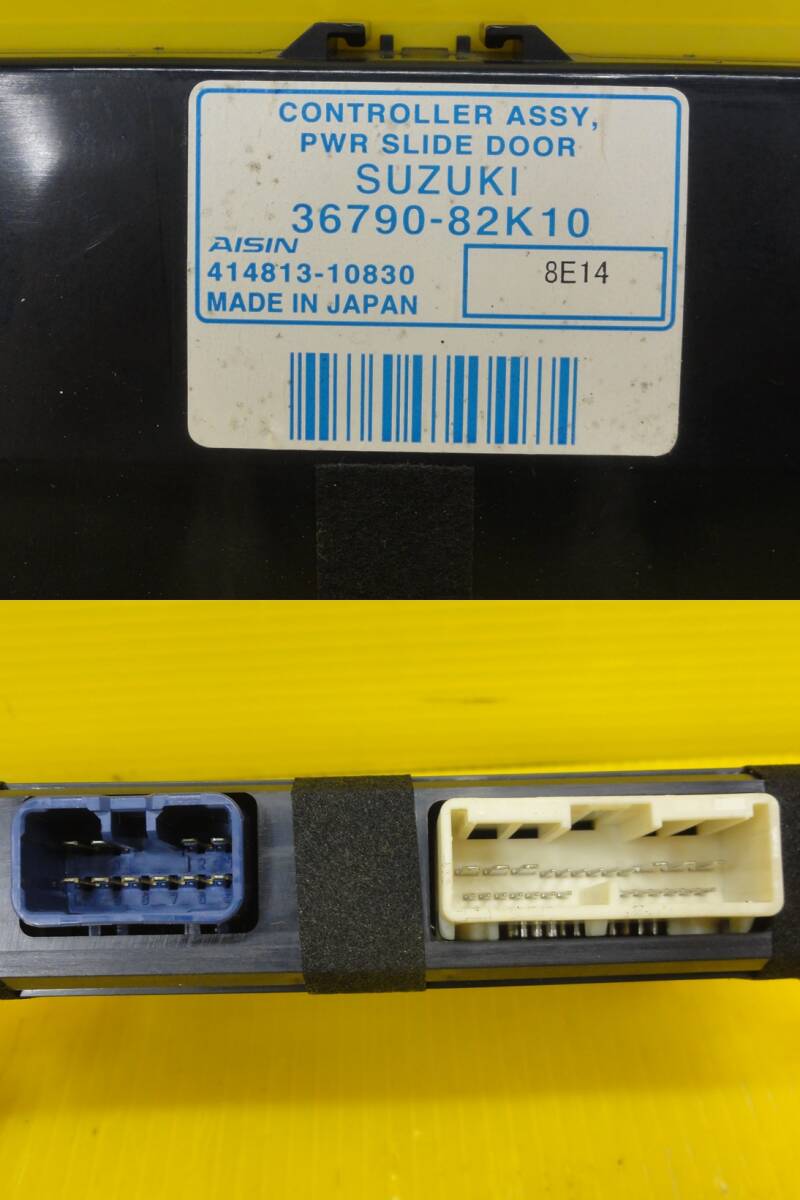 CONTROLLER ASSY,
PWR SLIDE DOOR
SUZUKI
36790-82K10
AISIN
414813-10830
8E14
MADE IN JAPAN